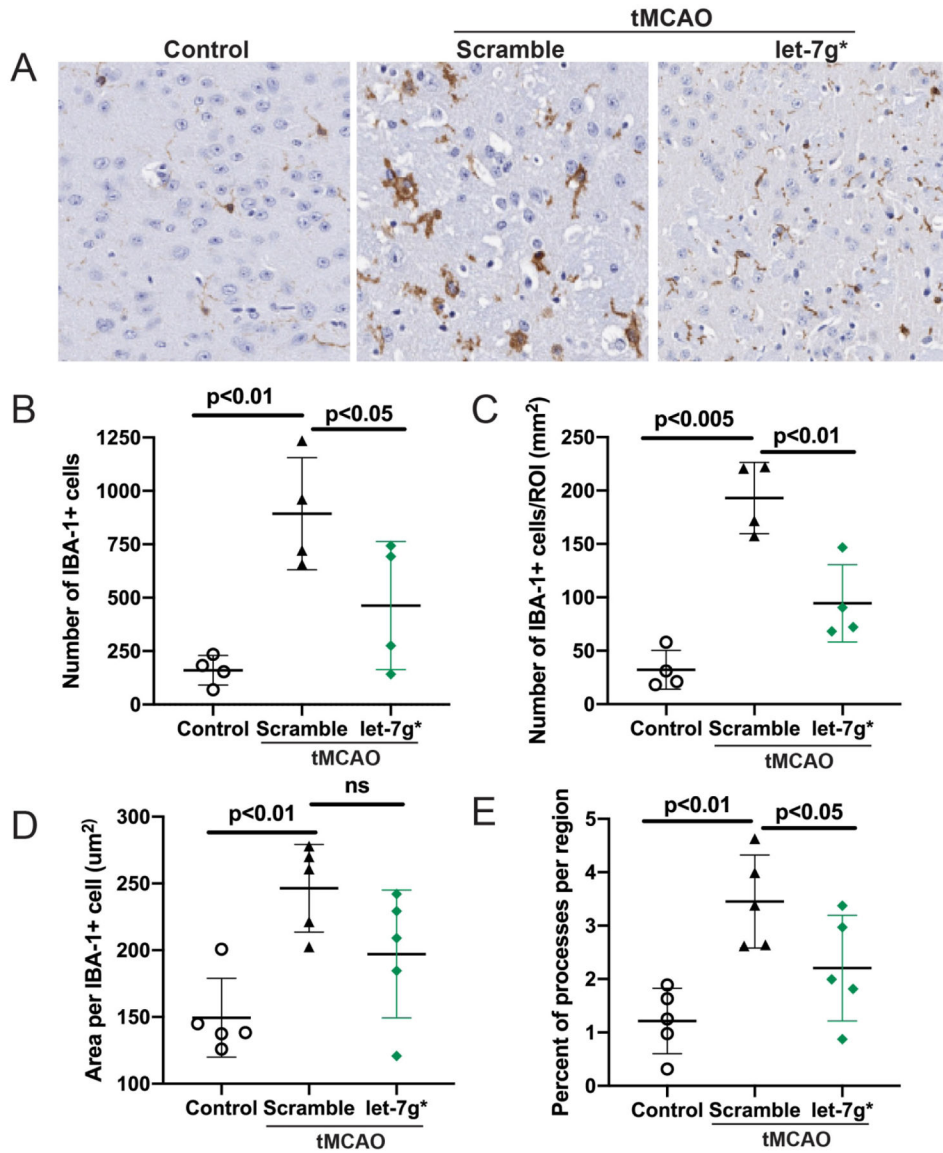 tMCAO
Control Scramble let-7g*
A
B
p<0.01
p<0.05
Number of IBA-1+ cells
1250
1000
750
500
250
0
Control Scramble let-7g*
tMCAO
C
p<0.005
p<0.01
Number of IBA-1+ cells/ROI (mm²)
250
200
150
100
50
0
Control Scramble let-7g*
tMCAO
D
ns
p<0.01
Area per IBA-1+ cell (um²)
300
250
200
150
100
Control Scramble let-7g*
tMCAO
E
p<0.01
p<0.05
Percent of processes per region
5
4
3
2
1
0
Control Scramble let-7g*
tMCAO